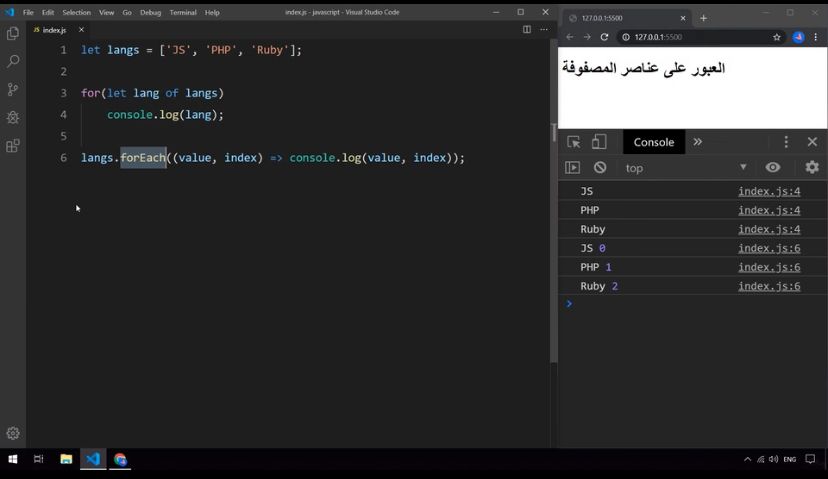 File Edit Selection View Go Debug Terminal Help
index.js - javascript - Visual Studio Code
JS index.js
1 let langs = ['JS', 'PHP', 'Ruby'];
2
3 for(let lang of langs)
4 console.log(lang);
5
6 langs.forEach((value, index) => console.log(value, index));
127.0.0.1:5500
127.0.0.1:5500
العبور على عناصر المصفوفة
Console
top
JS index.js:4
PHP index.js:4
Ruby index.js:4
JS 0 index.js:6
PHP 1 index.js:6
Ruby 2 index.js:6
ENG